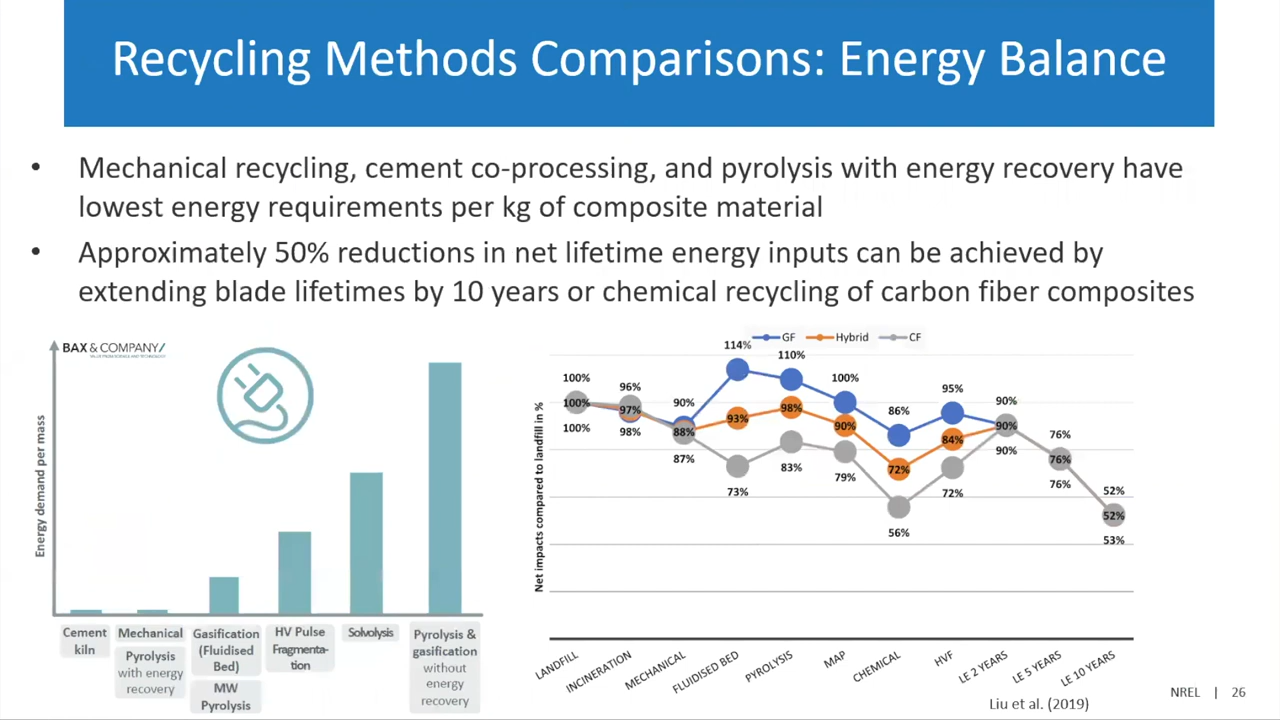 Recycling Methods Comparisons: Energy Balance
• Mechanical recycling, cement co-processing, and pyrolysis with energy recovery have
lowest energy requirements per kg of composite material
• Approximately 50% reductions in net lifetime energy inputs can be achieved by
extending blade lifetimes by 10 years or chemical recycling of carbon fiber composites
BAX & COMPANY/
Energy demand per mass
Cement
kiln
Mechanical
Pyrolysis
with energy
recovery
Gasification
(Fluidised
Bed)
MW
Pyrolysis
HV Pulse
Fragmenta-
tion
Solvolysis
Pyrolysis &
gasification
without
energy
recovery
GF Hybrid CF
Net impacts compared to landfill in %
100%
100%
100%
96%
97%
98%
90%
88%
87%
114%
93%
73%
110%
98%
83%
100%
90%
79%
86%
72%
56%
95%
84%
72%
90%
90%
90%
76%
76%
76%
52%
52%
53%
LANDFILL
INCINERATION
MECHANICAL
FLUIDISED BED
PYROLYSIS
MAP
CHEMICAL
HVF
LE 2 YEARS
LE 5 YEARS
LE 10 YEARS
Liu et al. (2019)
NREL | 26